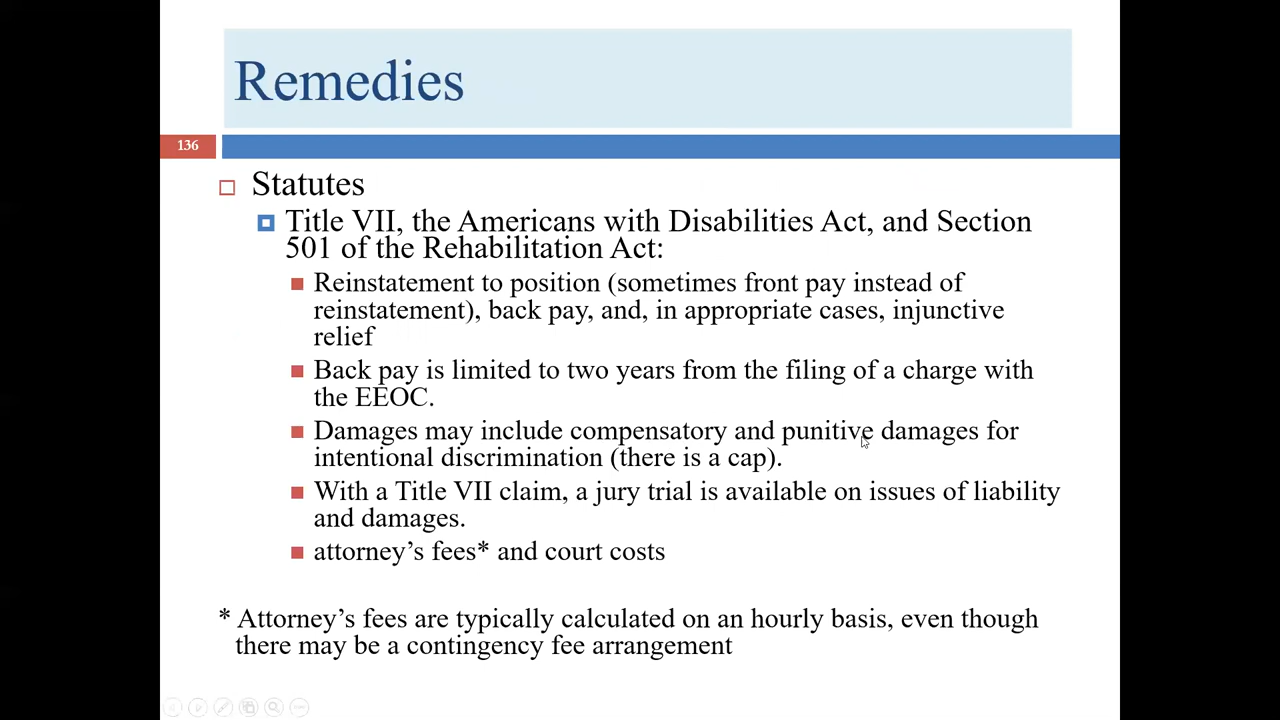 Remedies
136
Statutes
Title VII, the Americans with Disabilities Act, and Section
501 of the Rehabilitation Act:
Reinstatement to position (sometimes front pay instead of
reinstatement), back pay, and, in appropriate cases, injunctive
relief
Back pay is limited to two years from the filing of a charge with
the EEOC.
Damages may include compensatory and punitive damages for
intentional discrimination (there is a cap).
With a Title VII claim, a jury trial is available on issues of liability
and damages.
attorney’s fees* and court costs
* Attorney’s fees are typically calculated on an hourly basis, even though
there may be a contingency fee arrangement